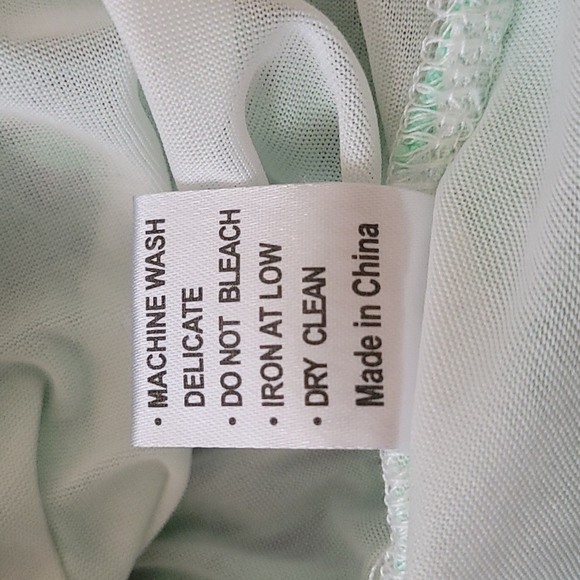 • MACHINE WASH
DELICATE
• DO NOT BLEACH
• IRON AT LOW
• DRY CLEAN
Made in China